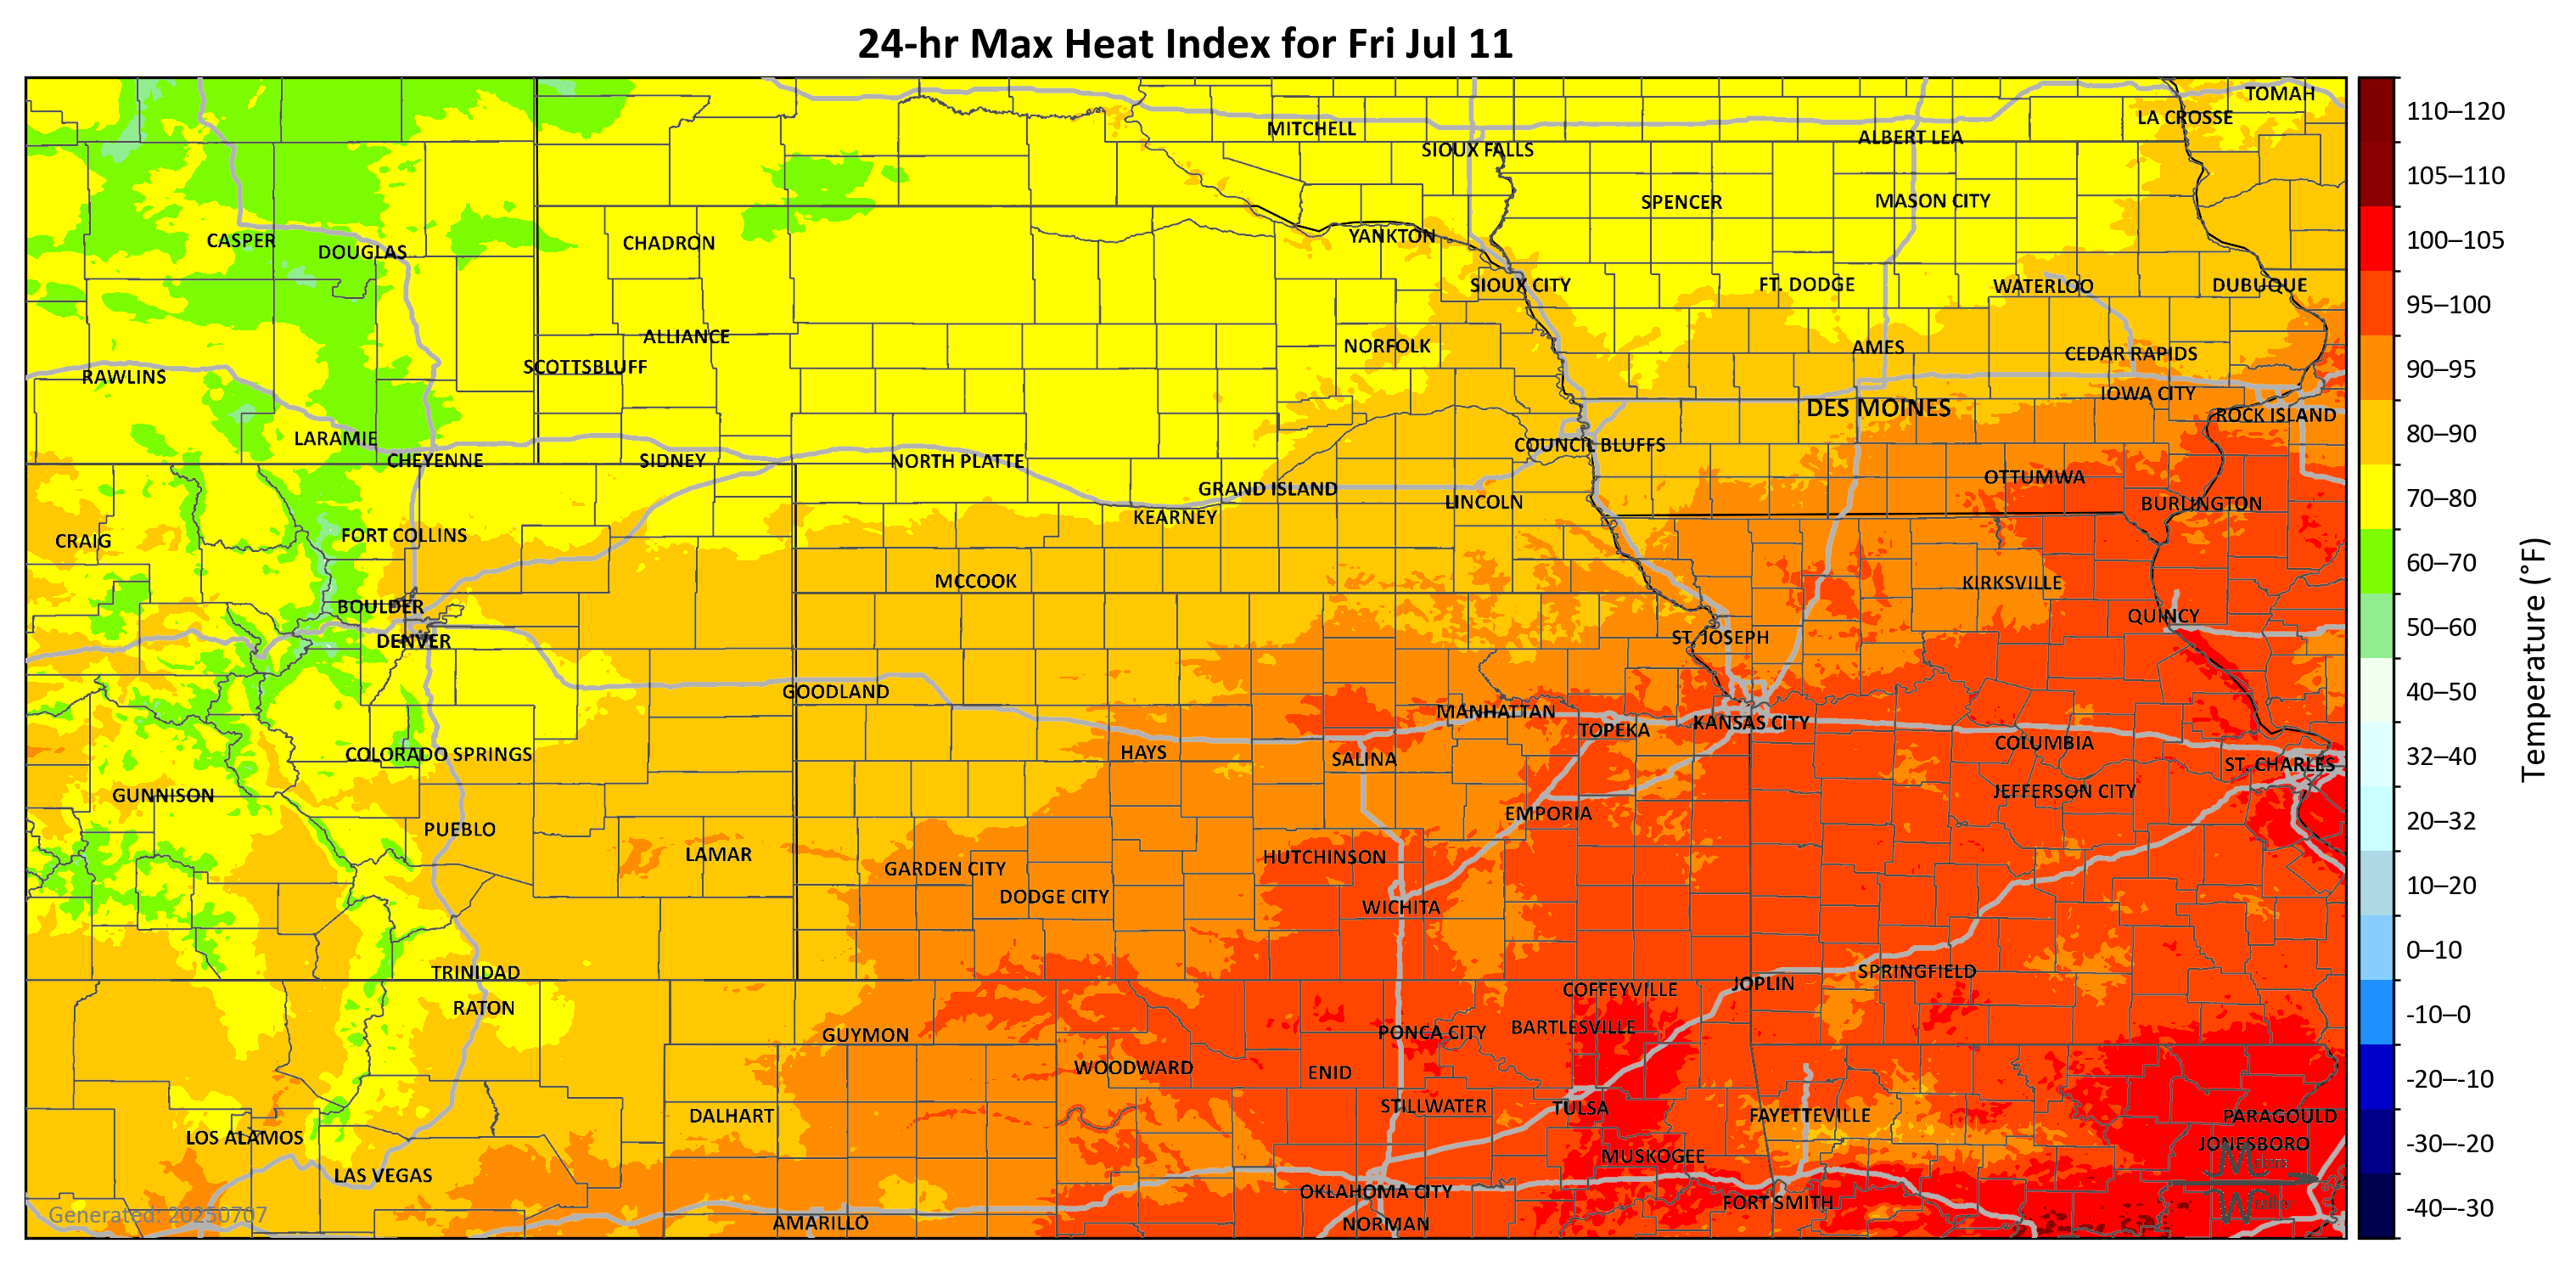 24-hr Max Heat Index for Fri Jul 11
TOMAH
LA CROSSE
MITCHELL
ALBERT LEA
SIOUX FALLS
SPENCER
MASON CITY
YANKTON
CASPER
CHADRON
DOUGLAS
SIOUX CITY
FT. DODGE
WATERLOO
DUBUQUE
ALLIANCE
NORFOLK
AMES
CEDAR RAPIDS
SCOTTSBLUFF
RAWLINS
IOWA CITY
DES MOINES
ROCK ISLAND
LARAMIE
COUNCIL BLUFFS
CHEYENNE
SIDNEY
NORTH PLATTE
OTTUMWA
GRAND ISLAND
LINCOLN
BURLINGTON
KEARNEY
FORT COLLINS
CRAIG
MCCOOK
KIRKSVILLE
BOULDER
QUINCY
DENVER
ST. JOSEPH
GOODLAND
MANHATTAN
KANSAS CITY
TOPEKA
COLUMBIA
HAYS
COLORADO SPRINGS
SALINA
ST. CHARLES
JEFFERSON CITY
GUNNISON
EMPORIA
PUEBLO
LAMAR
HUTCHINSON
GARDEN CITY
DODGE CITY
WICHITA
TRINIDAD
SPRINGFIELD
JOPLIN
COFFEYVILLE
RATON
BARTLESVILLE
PONCA CITY
GUYMON
WOODWARD
ENID
STILLWATER
TULSA
DALHART
FAYETTEVILLE
PARAGOULD
LOS ALAMOS
JONESBORO
MUSKOGEE
LAS VEGAS
OKLAHOMA CITY
FORT SMITH
AMARILLO
NORMAN
Generated: 20250707
110–120
105–110
100–105
95–100
90–95
80–90
70–80
60–70
50–60
40–50
32–40
20–32
10–20
0–10
-10–0
-20–-10
-30–-20
-40–-30
Temperature (°F)